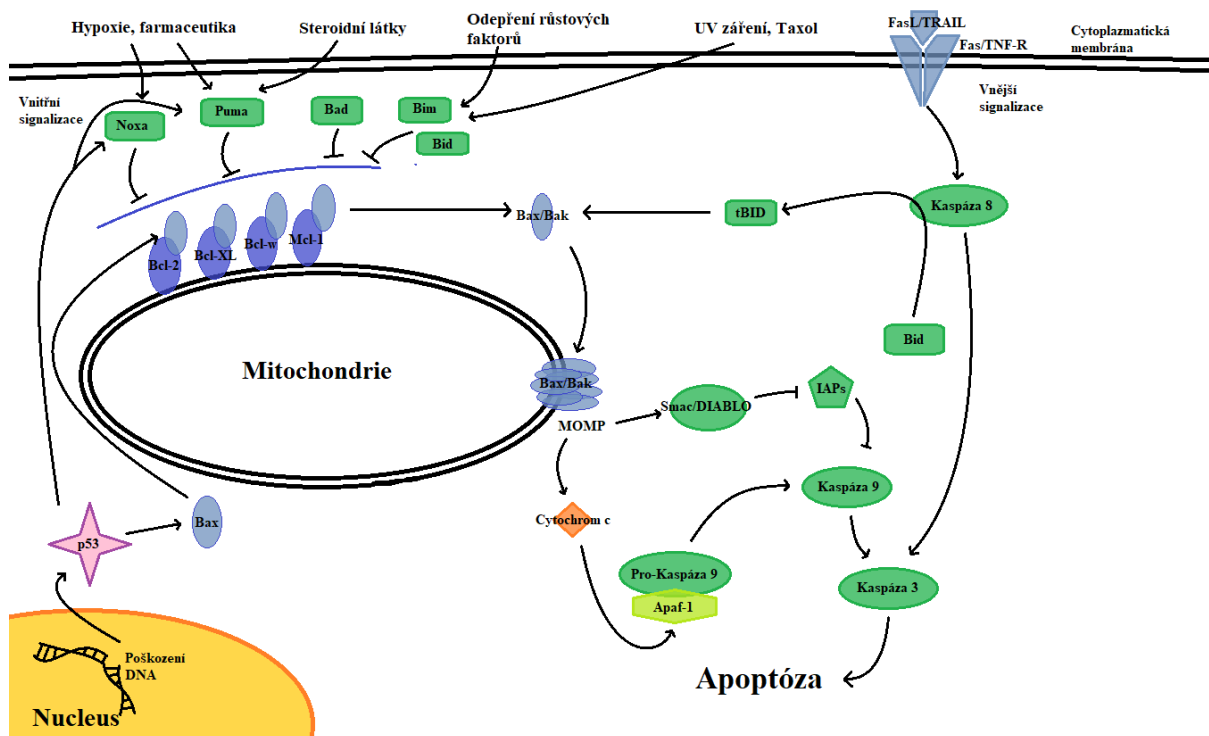 Hypoxie, farmaceutika
Steroidní látky
Odepření růstových
faktorů
UV záření, Taxol
FasL/TRAIL
Fas/TNF-R
Cytoplazmatická
membrána
Vnitřní
signalizace
Vnější
signalizace
Noxa
Puma
Bad
Bim
Bid
Bcl-2
Bcl-XL
Bcl-w
Mcl-1
Bax/Bak
tBID
Kaspáza 8
Bid
Mitochondrie
Bax/Bak
MOMP
Smac/DIABLO
IAPs
Kaspáza 9
Cytochrom c
p53
Bax
Pro-Kaspáza 9
Apaf-1
Kaspáza 3
Poškození
DNA
Nucleus
Apoptóza